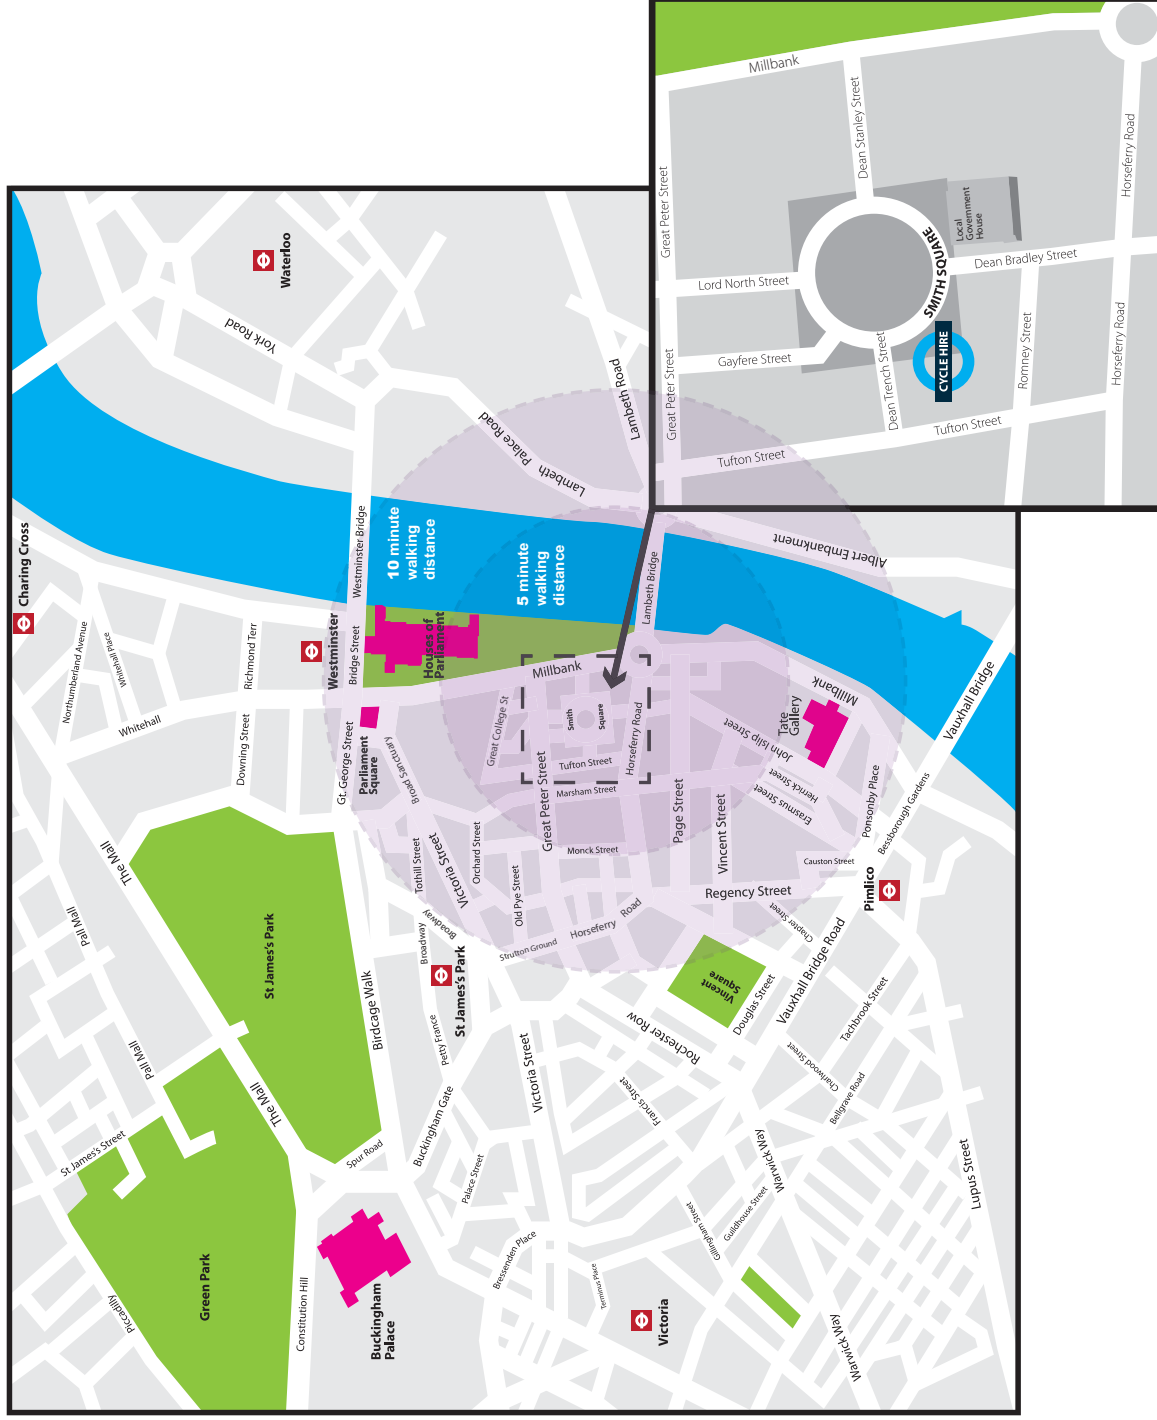 Millbank
Great Peter Street
Dean Stanley Street
Horseferry Road
Local
Government
House
SMITH SQUARE
Lord North Street
Dean Bradley Street
Gayfere Street
Great Peter Street
Dean Trench Street
CYCLE HIRE
Romney Street
Horseferry Road
Tufton Street
Tufton Street
Waterloo
York Road
Lambeth Road
Lambeth Palace Road
Charing Cross
Westminster Bridge
10 minute
walking
distance
5 minute
walking
distance
Albert Embankment
Lambeth Bridge
Northumberland Avenue
Whitehall Place
Richmond Terr
Westminster
Bridge Street
Houses of
Parliament
Millbank
Whitehall
Downing Street
Gt. George Street
Parliament
Square
Broad Sanctuary
Great College St
Smith
Square
Horseferry Road
Tufton Street
John Islip Street
Tate
Gallery
Millbank
Vauxhall Bridge
The Mall
Tothill Street
Victoria Street
Orchard Street
Great Peter Street
Marsham Street
Monck Street
Page Street
Vincent Street
Herrick Street
Erasmus Street
Ponsonby Place
Bessborough Gardens
Causton Street
Pimlico
Pall Mall
St James's Park
Broadway
Broadway
Old Pye Street
Strutton Ground
Horseferry Road
Regency Street
Chapter Street
Vauxhall Bridge Road
Birdcage Walk
St James's Park
Petty France
Vincent
Square
Douglas Street
Tachbrook Street
Pall Mall
The Mall
Victoria Street
Rochester Row
Charlwood Street
Bellgrave Road
St James's Street
Spur Road
Buckingham Gate
Palace Street
Francis Street
Warwick Way
Lupus Street
Green Park
Piccadilly
Constitution Hill
Buckingham
Palace
Bressenden Place
Terminus Place
Victoria
Gillingham Street
Guildhouse Street
Warwick Way